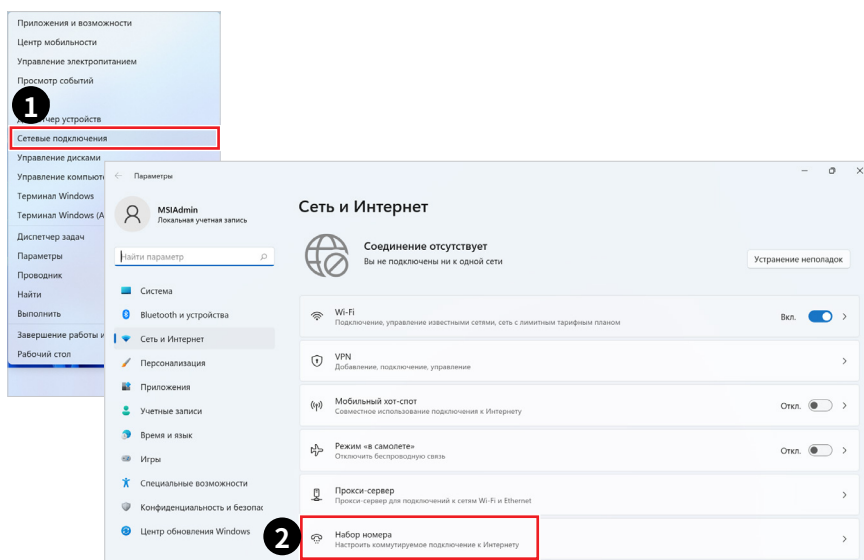 Приложения и возможности
Центр мобильности
Управление электропитанием
Просмотр событий
1
тчер устройств
Сетевые подключения
Управление дисками
Управление компьют
Терминал Windows
Терминал Windows (А
Диспетчер задач
Параметры
Проводник
Найти
Выполнить
Завершение работы и
Рабочий стол
Параметры
MSIAdmin
Локальная учетная запись
Найти параметр
Система
Bluetooth и устройства
Сеть и Интернет
Персонализация
Приложения
Учетные записи
Время и язык
Игры
Специальные возможности
Конфиденциальность и безопас
Центр обновления Windows
Сеть и Интернет
Соединение отсутствует
Вы не подключены ни к одной сети
Устранение неполадок
Wi-Fi
Подключение, управление известными сетями, сеть с лимитным тарифным планом
Вкл.
VPN
Добавление, подключение, управление
Мобильный хот-спот
Совместное использование подключения к Интернету
Откл.
Режим «в самолете»
Отключить беспроводную связь
Откл.
Прокси-сервер
Прокси-сервер для подключений к сетям Wi-Fi и Ethernet
2
Набор номера
Настроить коммутируемое подключение к Интернету